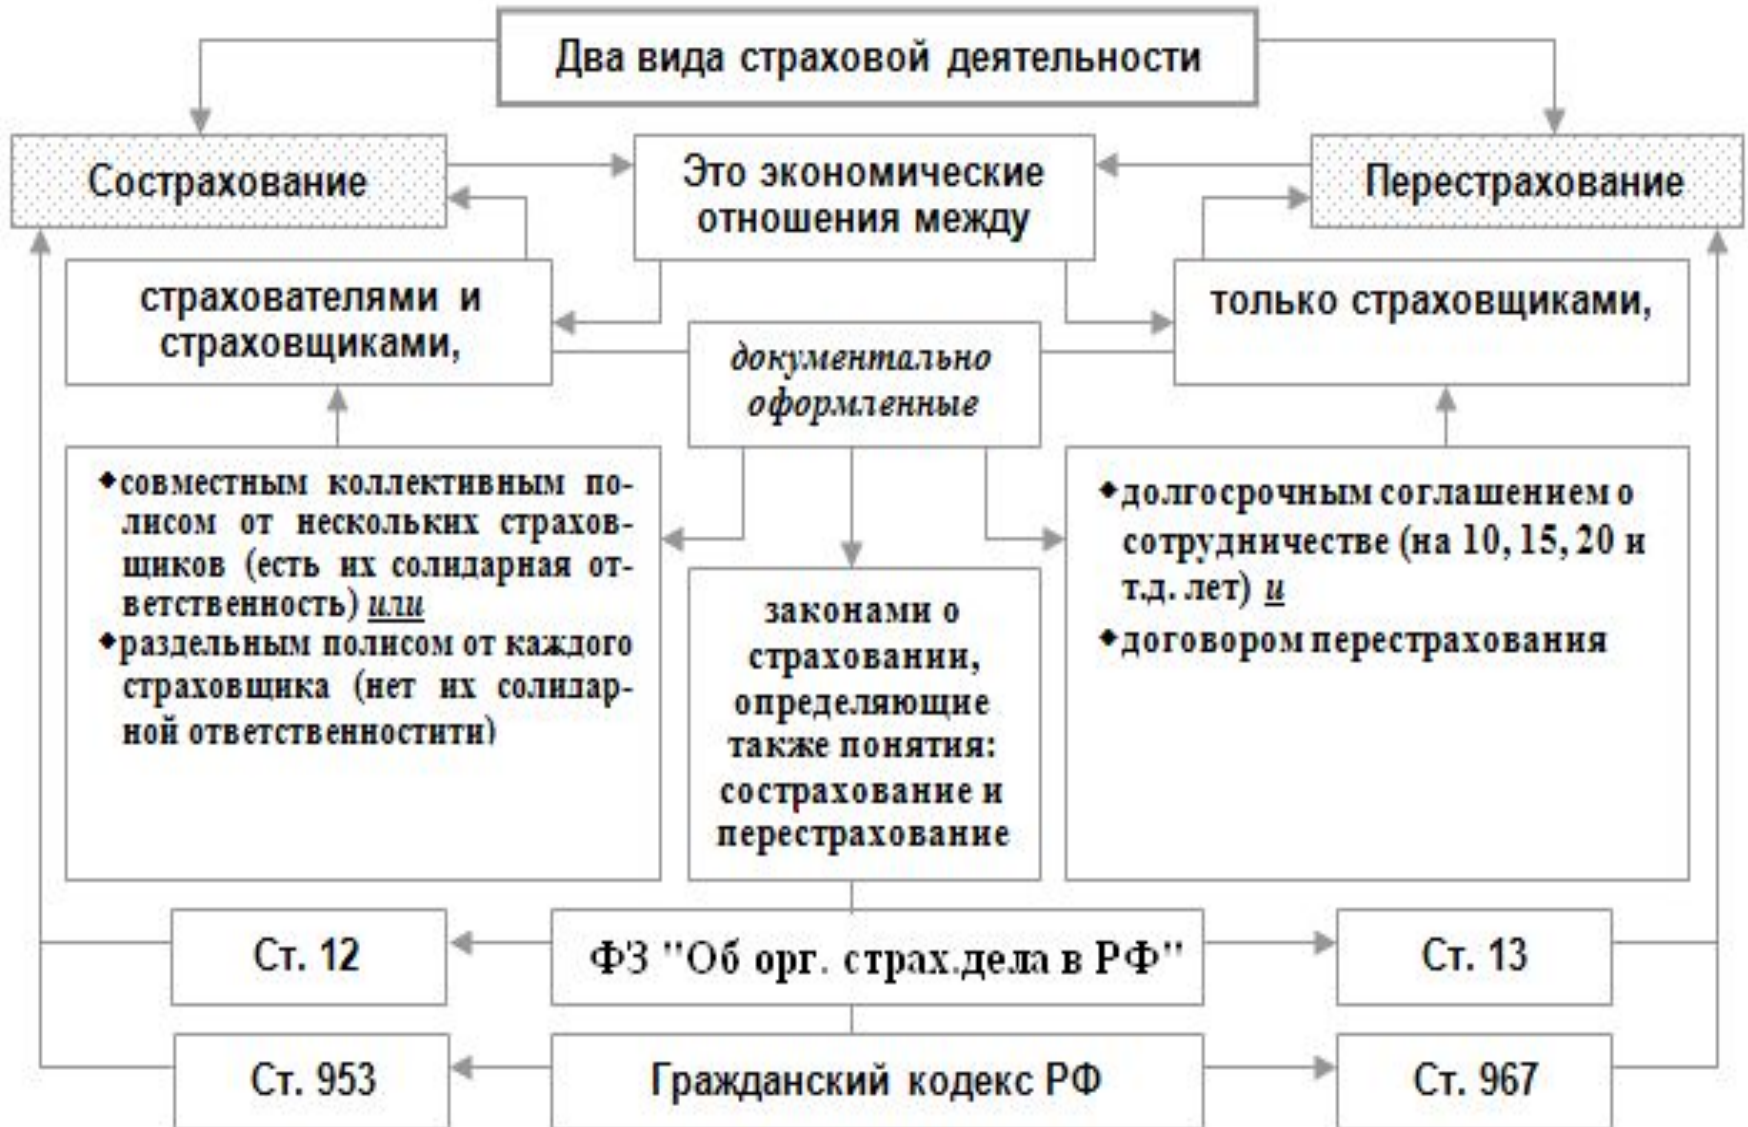 Два вида страховой деятельности
Сострахование
Это экономические
отношения между
Перестрахование
страхователями и
страховщиками,
только страховщиками,
документально
оформленные
◆совместным коллективным по-
лисом от нескольких страхов-
щиков (есть их солидарная от-
ветственность) или
◆раздельным полисом от каждого
страховщика (нет их солидар-
ной ответственностити)
законами о
страховании,
определяющие
также понятия:
сострахование и
перестрахование
◆долгосрочным соглашением о
сотрудничестве (на 10, 15, 20 и
т.д. лет) и
◆договором перестрахования
Ст. 12
ФЗ "Об орг. страх.дела в РФ"
Ст. 13
Ст. 953
Гражданский кодекс РФ
Ст. 967